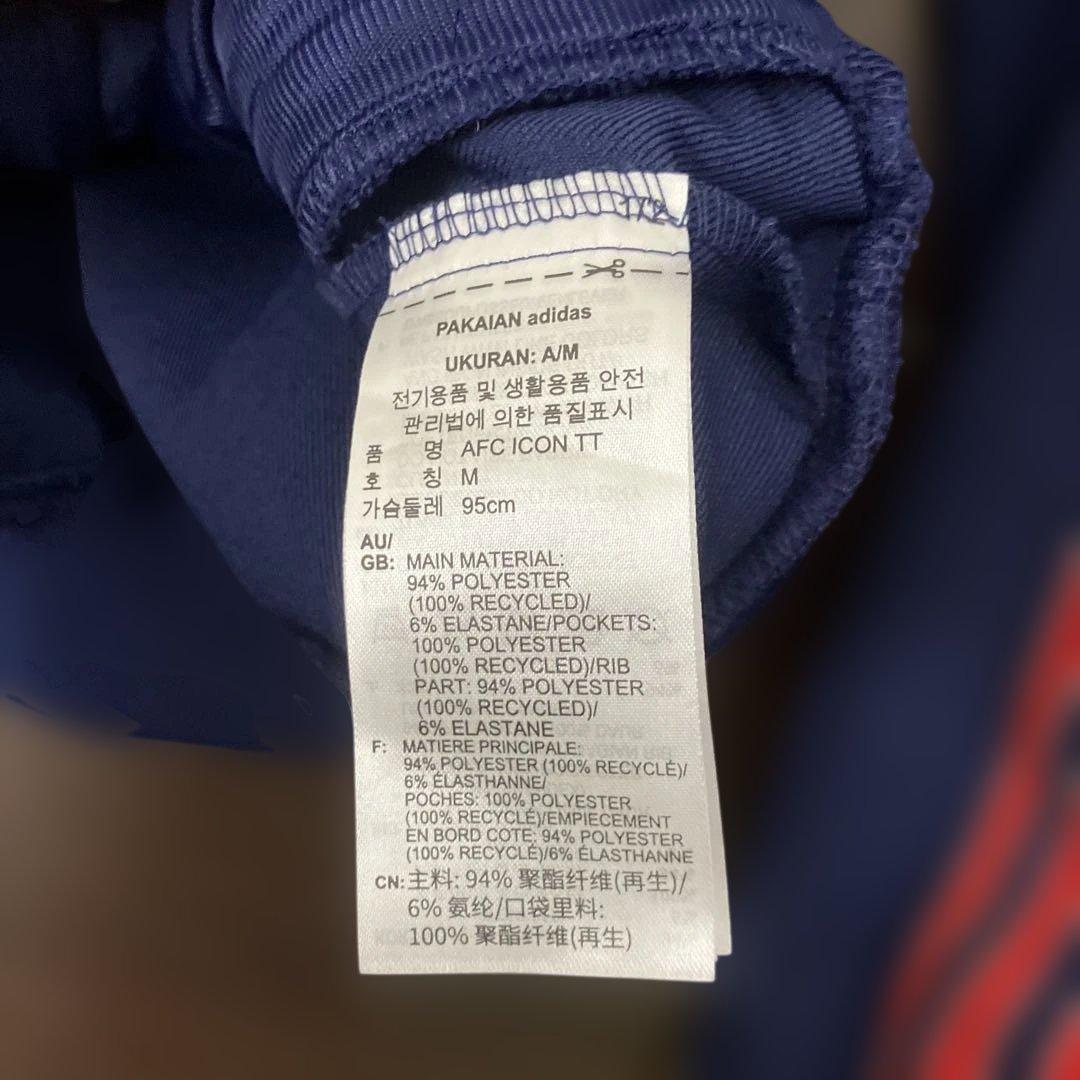 172
PAKAIAN adidas
UKURAN: A/M
전기용품 및 생활용품 안전
관리법에 의한 품질표시
품 명 AFC ICON TT
호 칭 M
가슴둘레 95cm
AU/
GB: MAIN MATERIAL:
94% POLYESTER
(100% RECYCLED)/
6% ELASTANE/POCKETS:
100% POLYESTER
(100% RECYCLED)/RIB
PART: 94% POLYESTER
(100% RECYCLED)/
6% ELASTANE
F: MATIERE PRINCIPALE:
94% POLYESTER (100% RECYCLÉ)/
6% ÉLASTHANNE/
POCHES: 100% POLYESTER
(100% RECYCLÉ)/EMPIECEMENT
EN BORD COTE: 94% POLYESTER
(100% RECYCLÉ)/6% ÉLASTHANNE
CN: 主料: 94% 聚酯纤维(再生)/
6% 氨纶/口袋里料:
100% 聚酯纤维(再生)